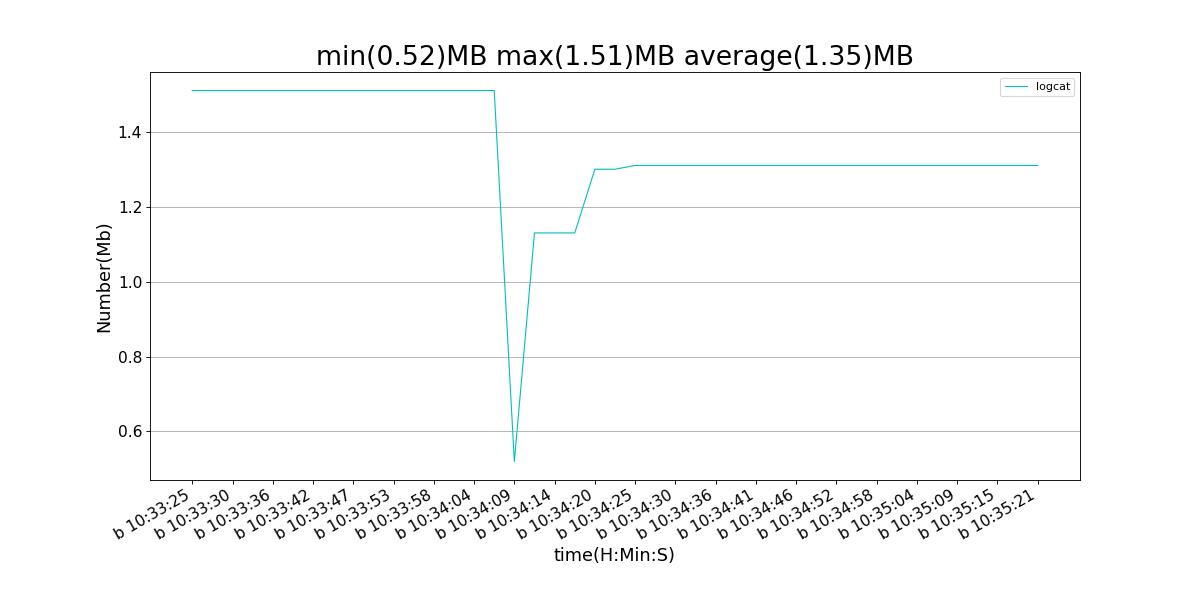 min(0.52)MB max(1.51)MB average(1.35)MB
logcat
1.4
1.2
1.0
0.8
0.6
Number(Mb)
b 10:33:25
b 10:33:30
b 10:33:36
b 10:33:42
b 10:33:47
b 10:33:53
b 10:33:58
b 10:34:04
b 10:34:09
b 10:34:14
b 10:34:20
b 10:34:25
b 10:34:30
b 10:34:36
b 10:34:41
b 10:34:46
b 10:34:52
b 10:34:58
b 10:35:04
b 10:35:09
b 10:35:15
b 10:35:21
time(H:Min:S)